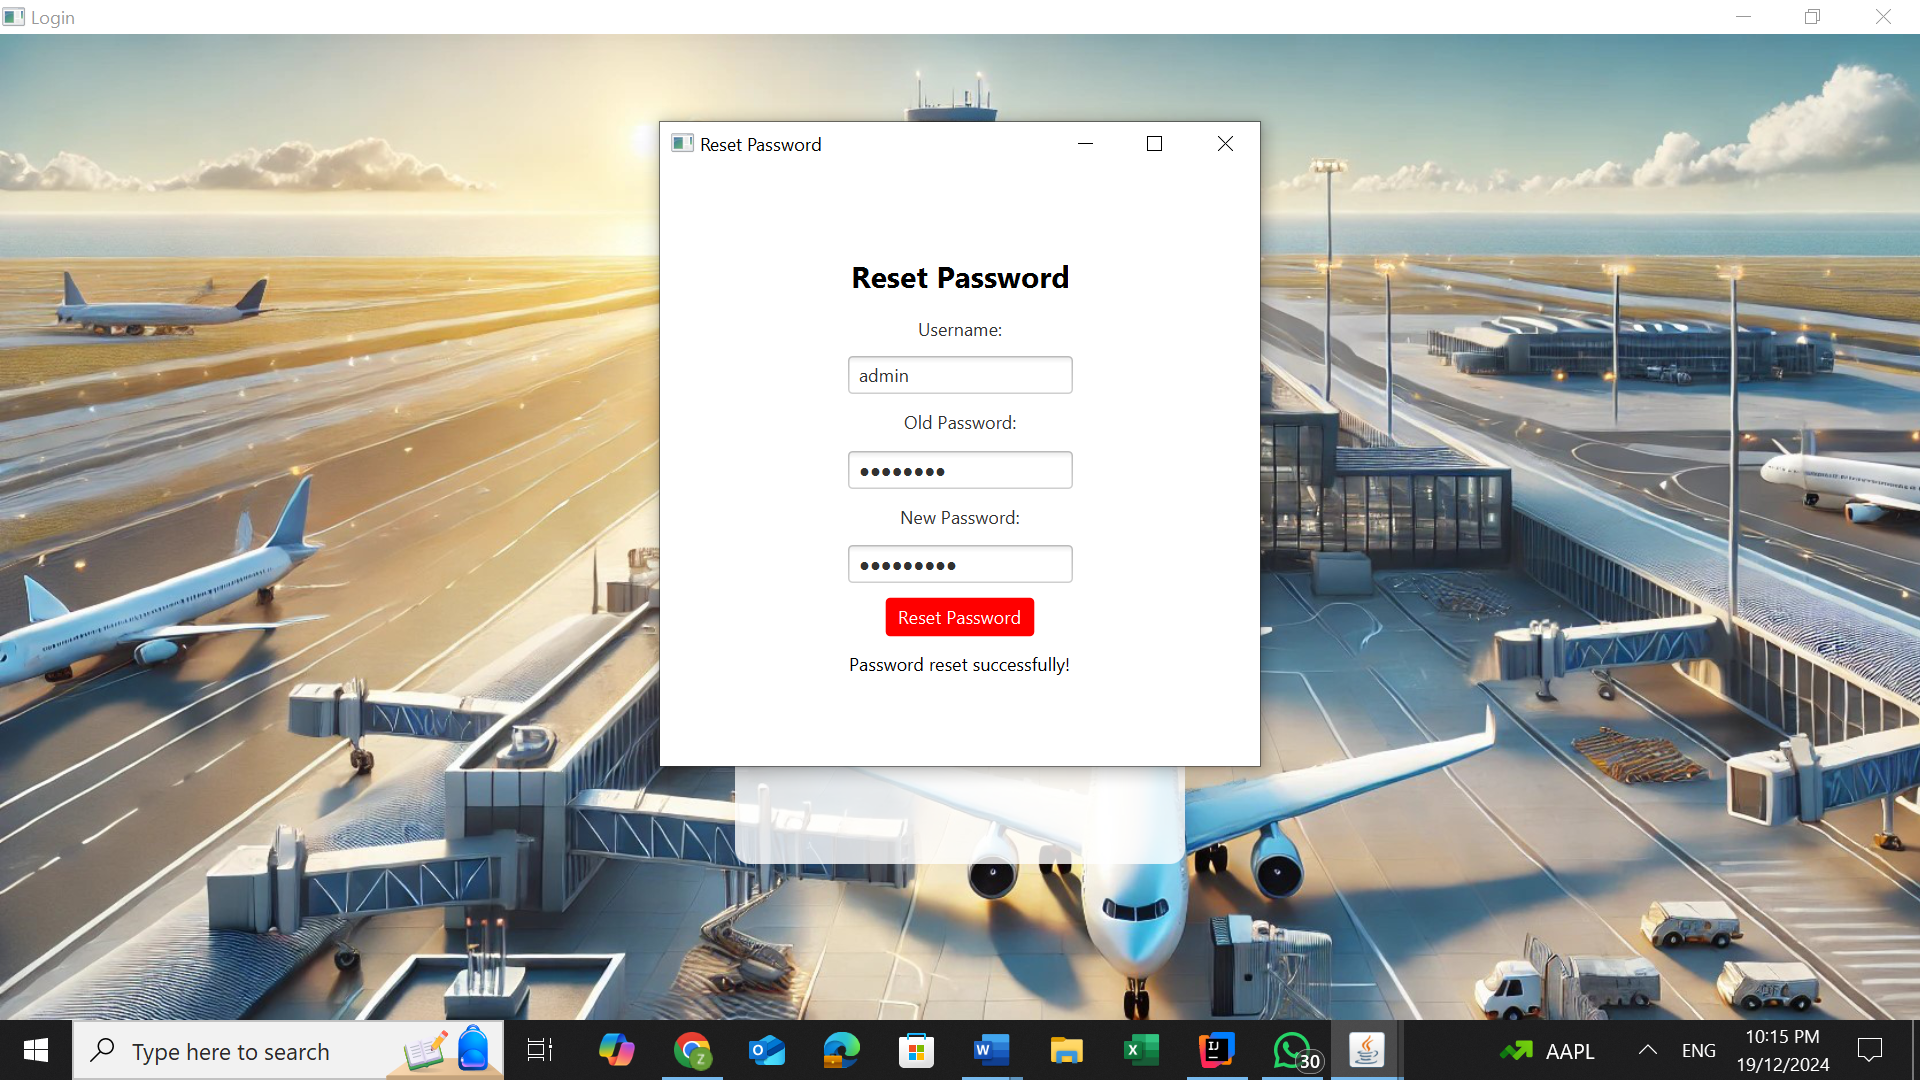 Login
Reset Password
Reset Password
Username:
admin
Old Password:
New Password:
Reset Password
Password reset successfully!
Type here to search
Z
W
X
IJ
30
AAPL
ENG
10:15 PM
19/12/2024